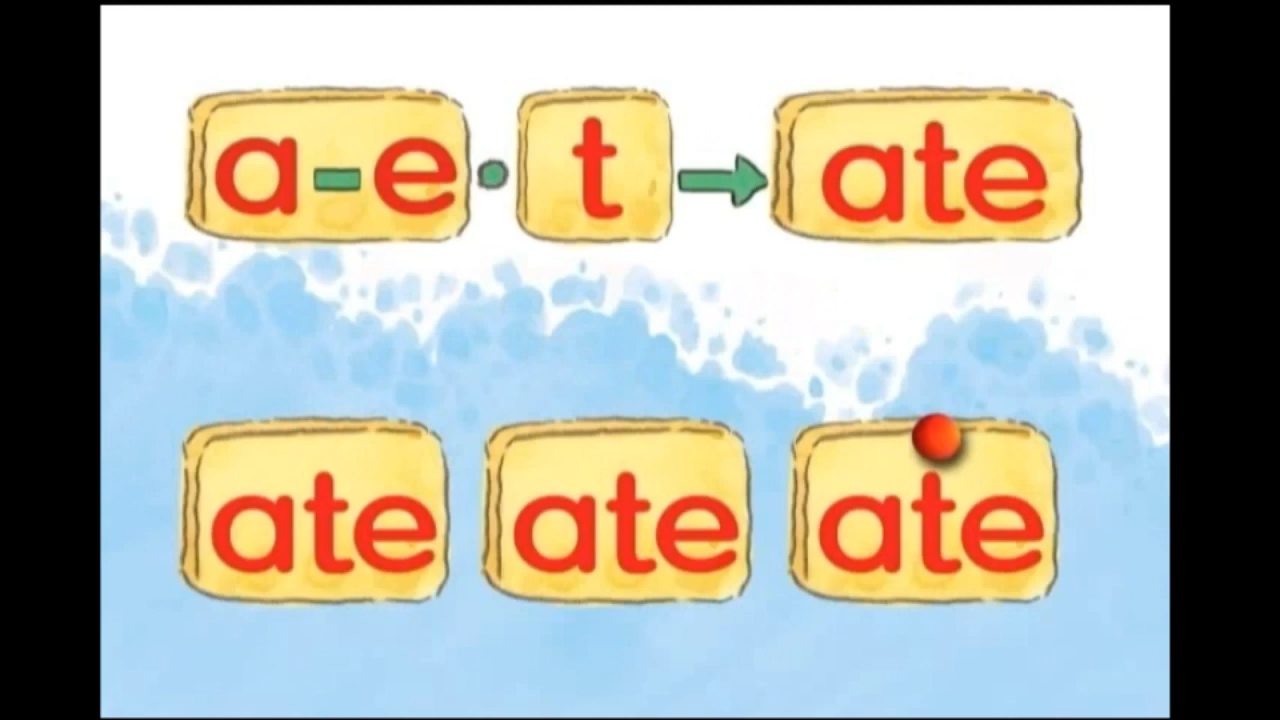 a-e • t → ate
ate ate ate